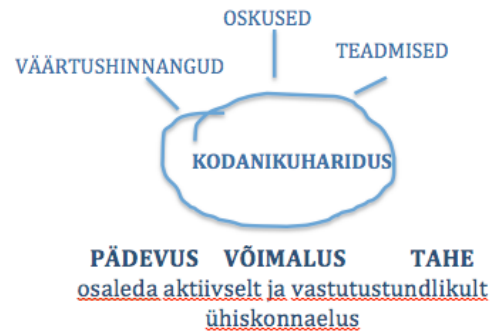 OSKUSED
TEADMISED
VÄÄRTUSHINNANGUD
KODANIKUHARIDUS
PÄDEVUS VÕIMALUS TAHE
osaleda aktiivselt ja vastutustundlikult
ühiskonnaelus